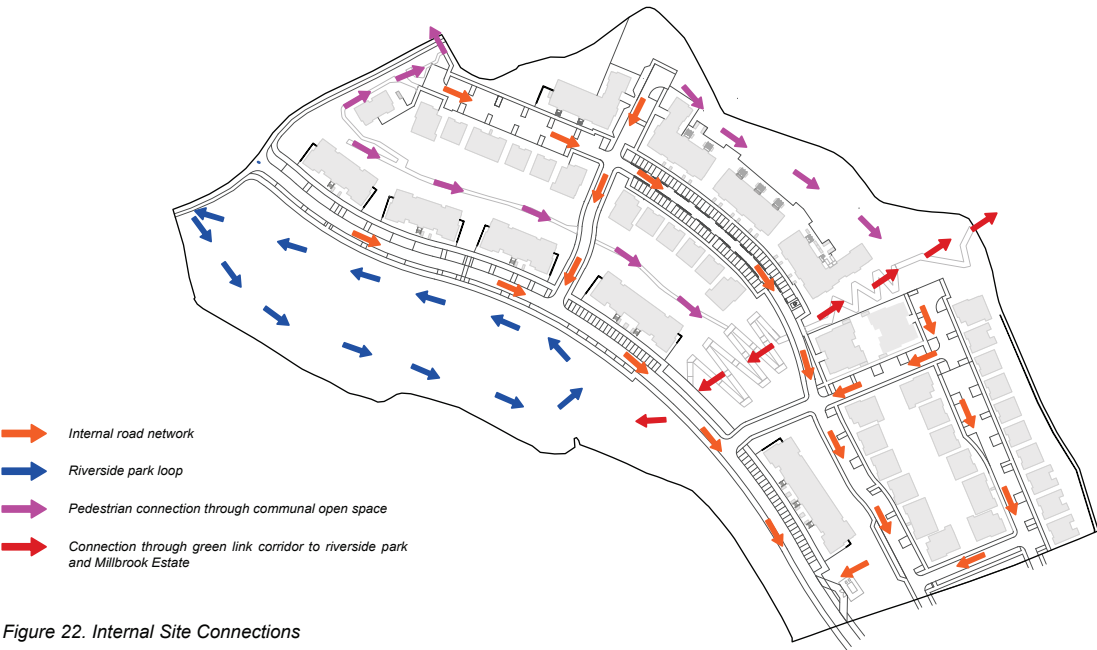 Internal road network
Riverside park loop
Pedestrian connection through communal open space
Connection through green link corridor to riverside park
and Millbrook Estate
Figure 22. Internal Site Connections